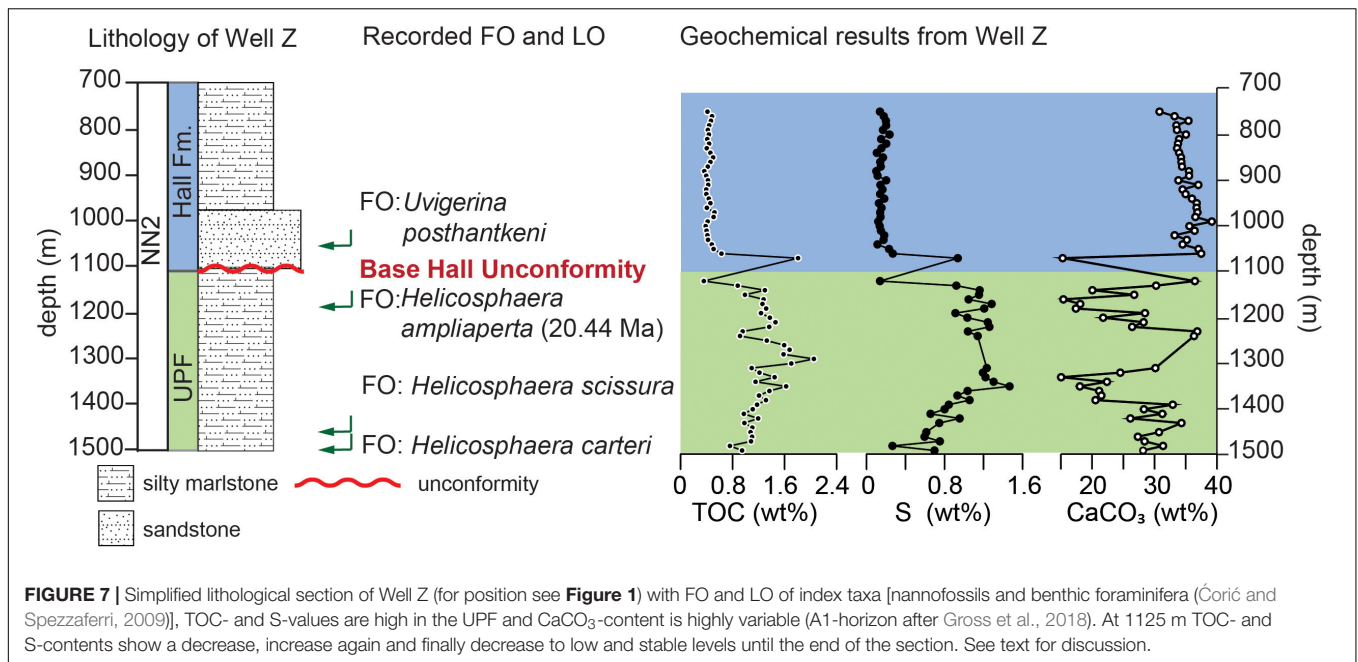 Lithology of Well Z
Recorded FO and LO
Geochemical results from Well Z
700
800
900
1000
1100
1200
1300
1400
1500
depth (m)
NN2
Hall Fm.
UPF
FO: Uvigerina
posthantkeni
Base Hall Unconformity
FO: Helicosphaera
ampliaperta (20.44 Ma)
FO: Helicosphaera scissura
FO: Helicosphaera carteri
silty marlstone
unconformity
sandstone
700
800
900
1000
1100
1200
1300
1400
1500
depth (m)
0 0.8 1.6 2.4
TOC (wt%)
0 0.8 1.6
S (wt%)
20 30 40
CaCO₃ (wt%)
FIGURE 7 | Simplified lithological section of Well Z (for position see Figure 1) with FO and LO of index taxa [nannofossils and benthic foraminifera (Ćorić and
Spezzaferri, 2009)], TOC- and S-values are high in the UPF and CaCO₃-content is highly variable (A1-horizon after Gross et al., 2018). At 1125 m TOC- and
S-contents show a decrease, increase again and finally decrease to low and stable levels until the end of the section. See text for discussion.